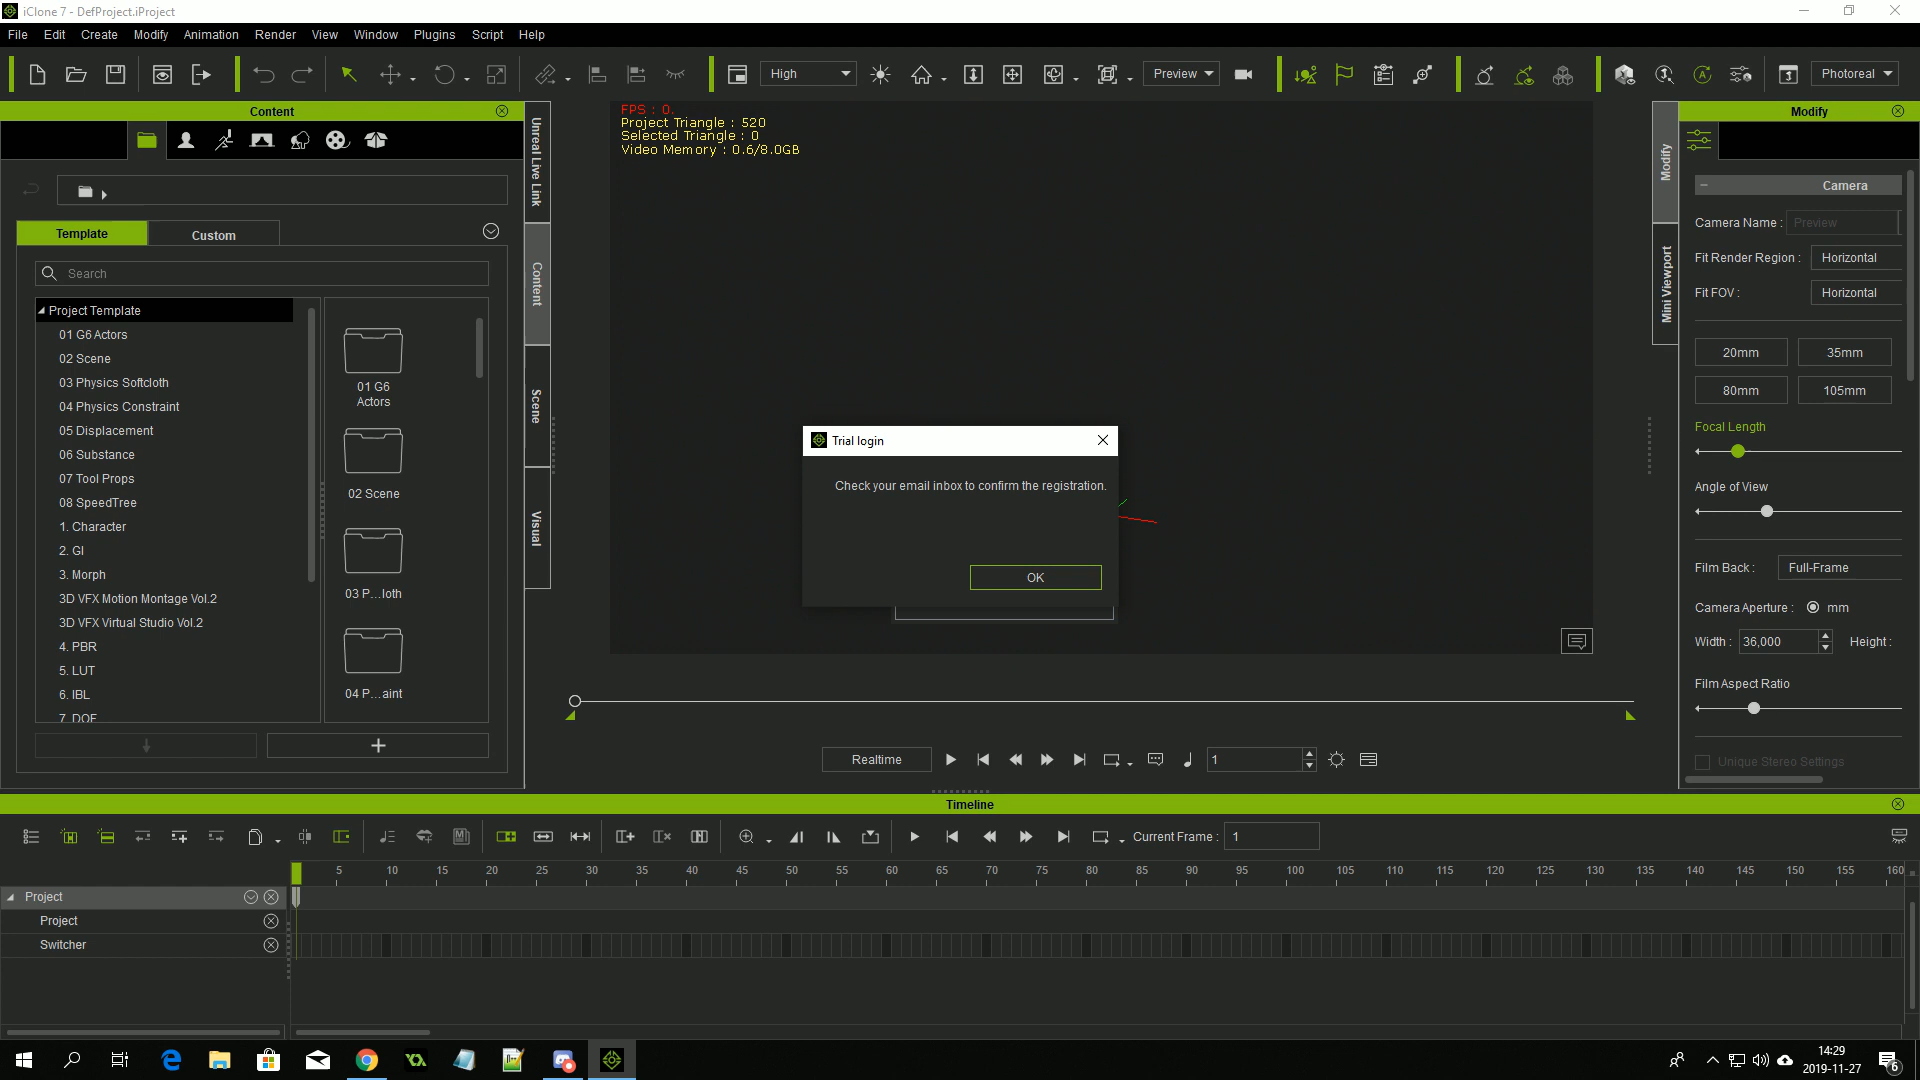 iClone 7 - DefProject.iProject
File Edit Create Modify Animation Render View Window Plugins Script Help
High Preview Photoreal
Content
Modify
FPS : 0.
Project Triangle : 520
Selected Triangle : 0
Video Memory : 0.6/8.0GB
Unreal Live Link
Content
Scene
Visual
Template Custom
Search
Project Template
01 G6 Actors
02 Scene
03 Physics Softcloth
04 Physics Constraint
05 Displacement
06 Substance
07 Tool Props
08 SpeedTree
1. Character
2. GI
3. Morph
3D VFX Motion Montage Vol.2
3D VFX Virtual Studio Vol.2
4. PBR
5. LUT
6. IBL
7. DOF
01 G6
Actors
02 Scene
03 P...loth
04 P...aint
Trial login
Check your email inbox to confirm the registration.
OK
Modify
Mini Viewport
Camera
Camera Name : Preview
Fit Render Region : Horizontal
Fit FOV : Horizontal
20mm 35mm
80mm 105mm
Focal Length
Angle of View
Film Back : Full-Frame
Camera Aperture : mm
Width : 36,000 Height :
Film Aspect Ratio
Unique Stereo Settings
Realtime 1
Timeline
Current Frame : 1
5 10 15 20 25 30 35 40 45 50 55 60 65 70 75 80 85 90 95 100 105 110 115 120 125 130 135 140 145 150 155 160
Project
Project
Switcher
14:29
2019-11-27
6